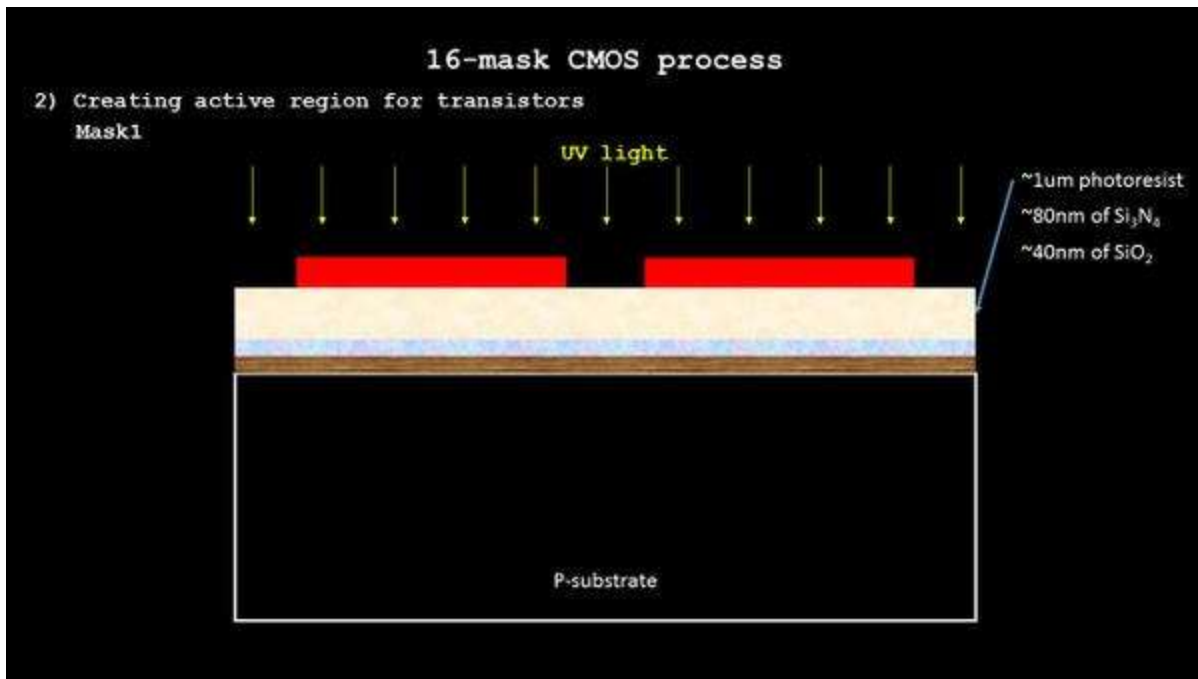 16-mask CMOS process
2) Creating active region for transistors
Mask1
UV light
~1um photoresist
~80nm of Si₃N₄
~40nm of SiO₂
P-substrate